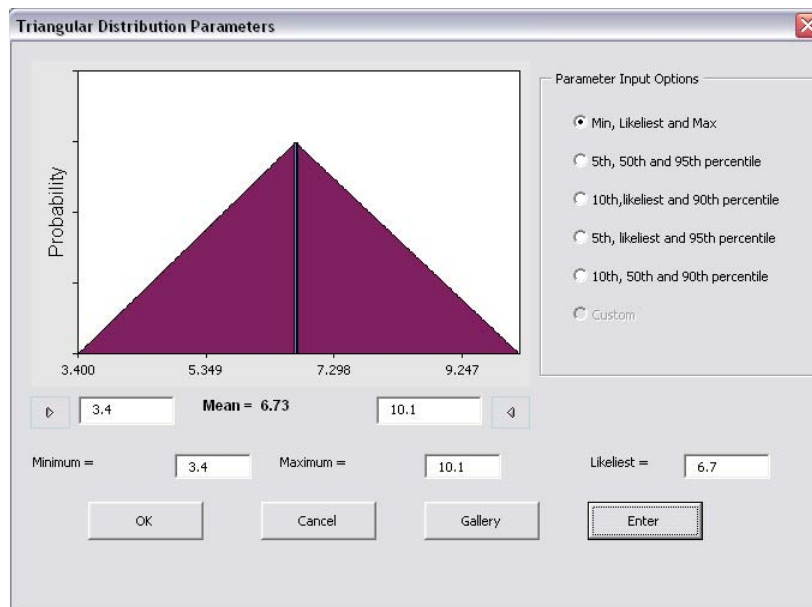 Triangular Distribution Parameters
Probability
3.400 5.349 7.298 9.247
3.4 Mean = 6.73 10.1
Minimum = 3.4 Maximum = 10.1 Likeliest = 6.7
OK Cancel Gallery Enter
Parameter Input Options
Min, Likeliest and Max
5th, 50th and 95th percentile
10th,likeliest and 90th percentile
5th, likeliest and 95th percentile
10th, 50th and 90th percentile
Custom